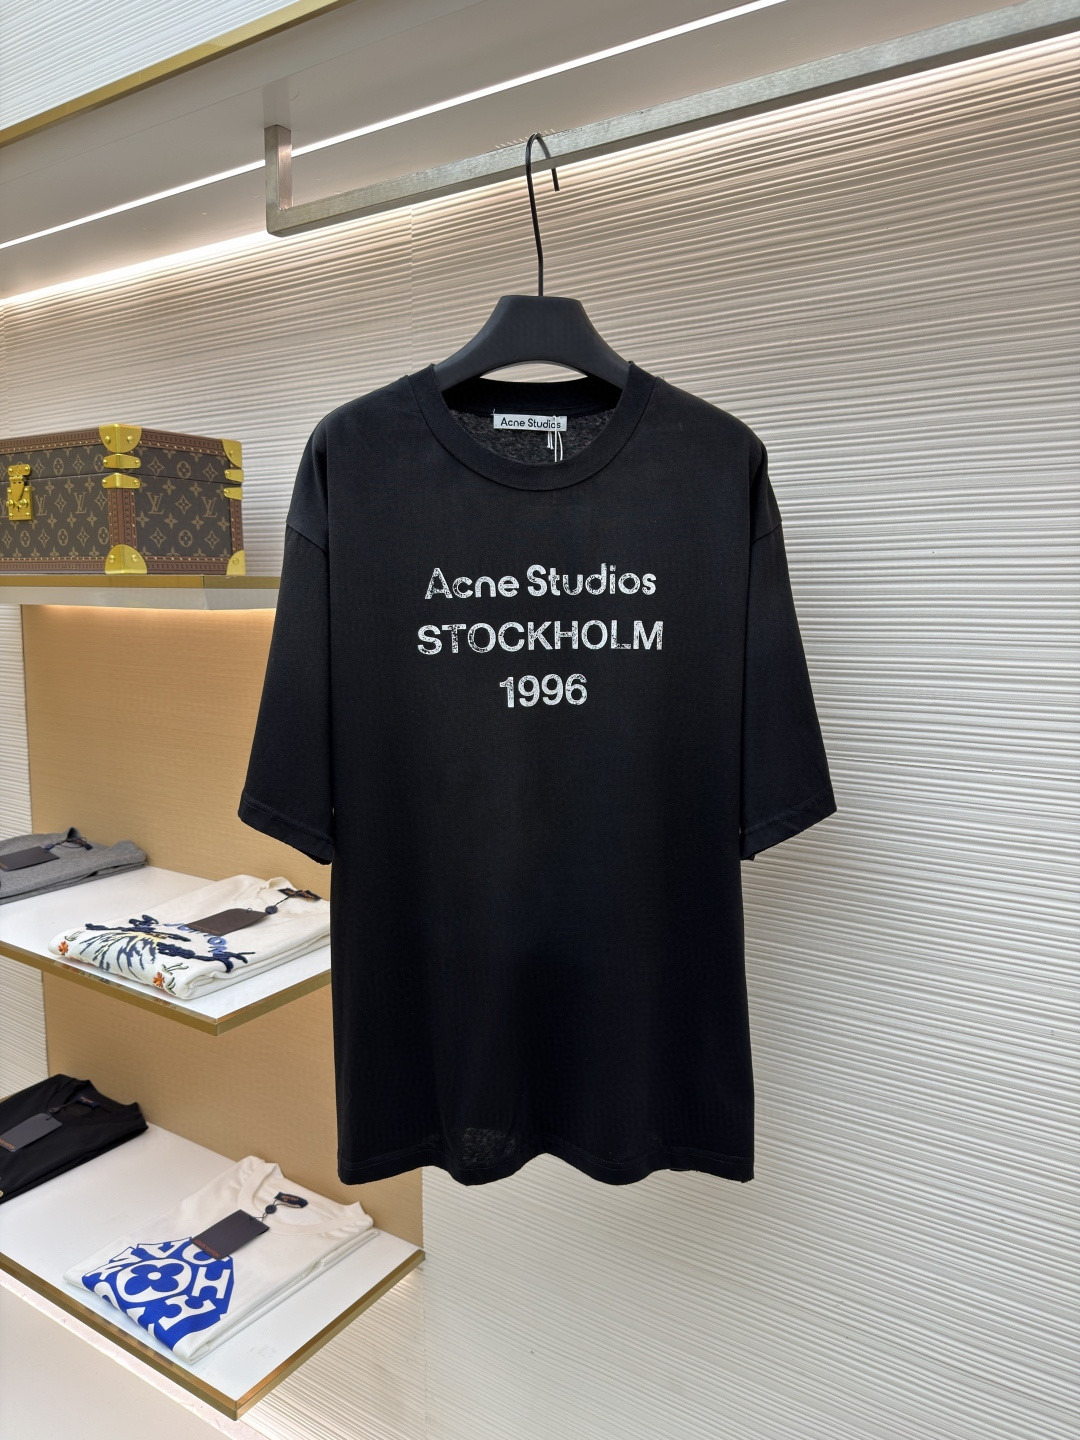 Acne Studios
Acne Studios
STOCKHOLM
1996